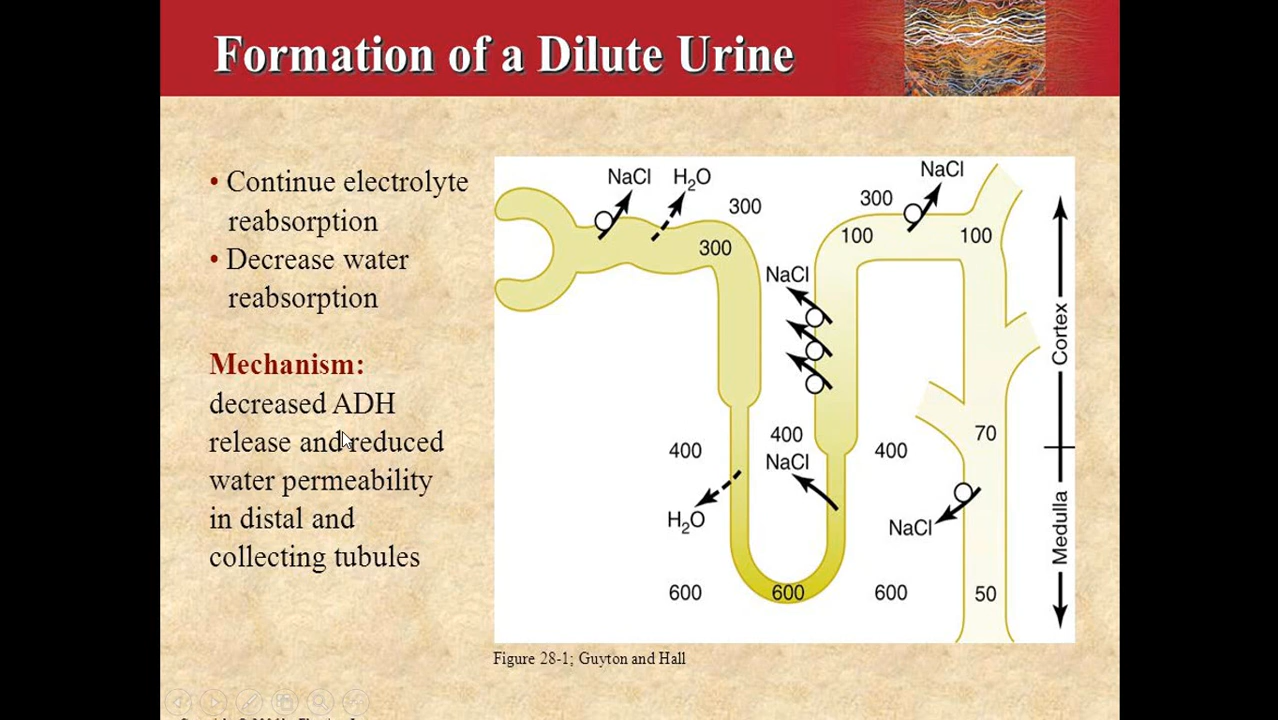 Formation of a Dilute Urine
• Continue electrolyte
reabsorption
• Decrease water
reabsorption
Mechanism:
decreased ADH
release and reduced
water permeability
in distal and
collecting tubules
NaCl
H₂O
300
300
NaCl
300
100
100
NaCl
Cortex
400
400
NaCl
400
70
H₂O
NaCl
Medulla
600
600
600
50
Figure 28-1; Guyton and Hall